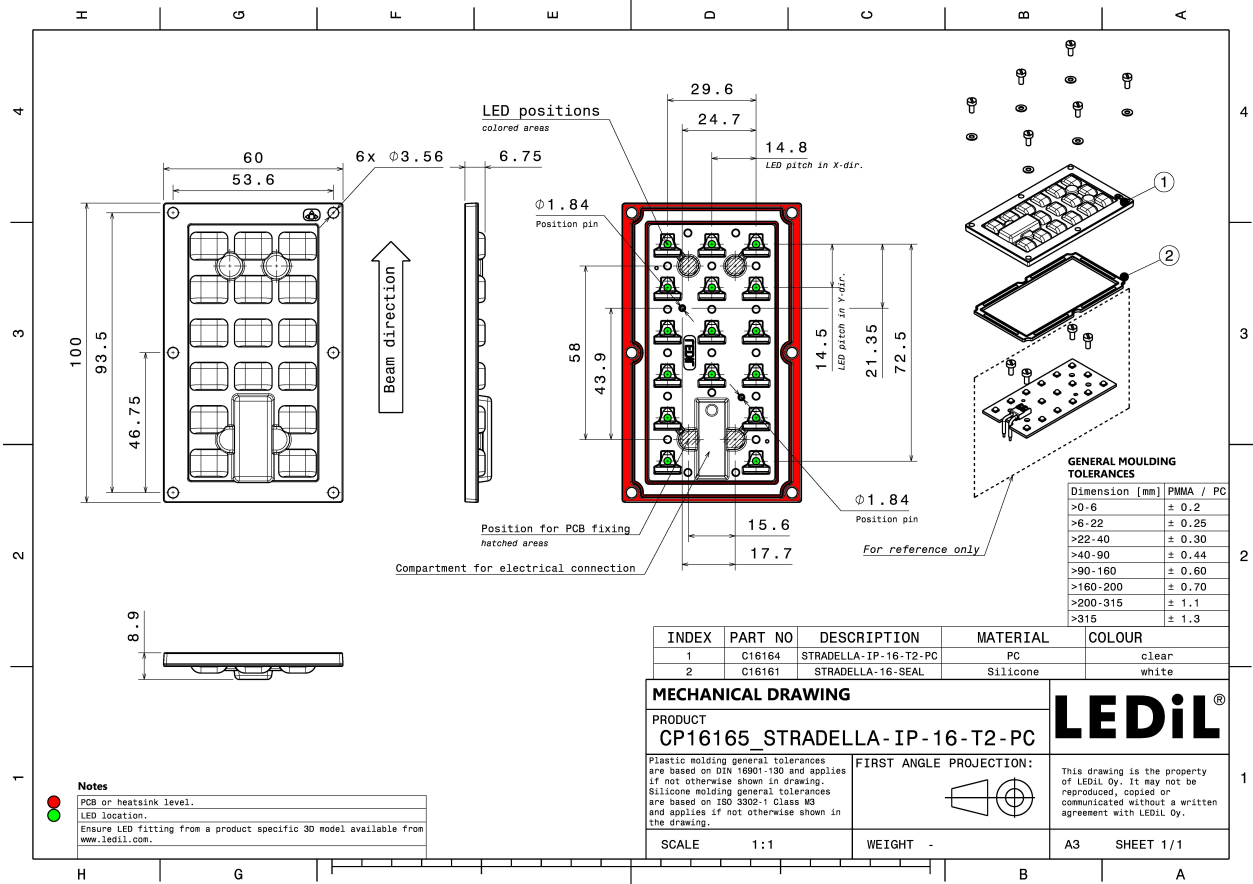 H G F E D C B A
4
4
3
3
2
2
1
1
LED positions
colored areas
29.6
24.7
14.8
LED pitch in X-dir.
60
53.6
6x Ø3.56
6.75
Ø1.84
Position pin
1
2
100
93.5
46.75
Beam direction
58
43.9
LEDiL
14.5
LED pitch in Y-dir.
21.35
72.5
Ø1.84
Position pin
Position for PCB fixing
hatched areas
15.6
17.7
Compartment for electrical connection
For reference only
8.9
GENERAL MOULDING
TOLERANCES
Dimension [mm] PMMA / PC
>0-6 ± 0.2
>6-22 ± 0.25
>22-40 ± 0.30
>40-90 ± 0.44
>90-160 ± 0.60
>160-200 ± 0.70
>200-315 ± 1.1
>315 ± 1.3
INDEX PART NO DESCRIPTION MATERIAL COLOUR
1 C16164 STRADELLA-IP-16-T2-PC PC clear
2 C16161 STRADELLA-16-SEAL Silicone white
MECHANICAL DRAWING
PRODUCT
CP16165_STRADELLA-IP-16-T2-PC
LEDiL®
Plastic molding general tolerances
are based on DIN 16901-130 and applies
if not otherwise shown in drawing.
Silicone molding general tolerances
are based on ISO 3302-1 Class M3
and applies if not otherwise shown in
the drawing.
FIRST ANGLE PROJECTION:
This drawing is the property
of LEDiL Oy. It may not be
reproduced, copied or
communicated without a written
agreement with LEDiL Oy.
SCALE 1:1
WEIGHT -
A3 SHEET 1/1
Notes
PCB or heatsink level.
LED location.
Ensure LED fitting from a product specific 3D model available from
www.ledil.com.
H G B A